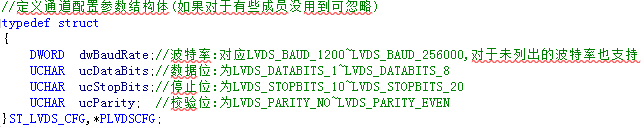 //定义通道配置参数结构体(如果对于有些成员没用到可忽略)
typedef struct
{
DWORD dwBaudRate;//波特率:对应LVDS_BAUD_1200~LVDS_BAUD_256000,对于未列出的波特率也支持
UCHAR ucDataBits;//数据位:为LVDS_DATABITS_1~LVDS_DATABITS_8
UCHAR ucStopBits;//停止位:为LVDS_STOPBITS_10~LVDS_STOPBITS_20
UCHAR ucParity; //校验位:为LVDS_PARITY_NO~LVDS_PARITY_EVEN
}ST_LVDS_CFG,*PLVDSCFG;